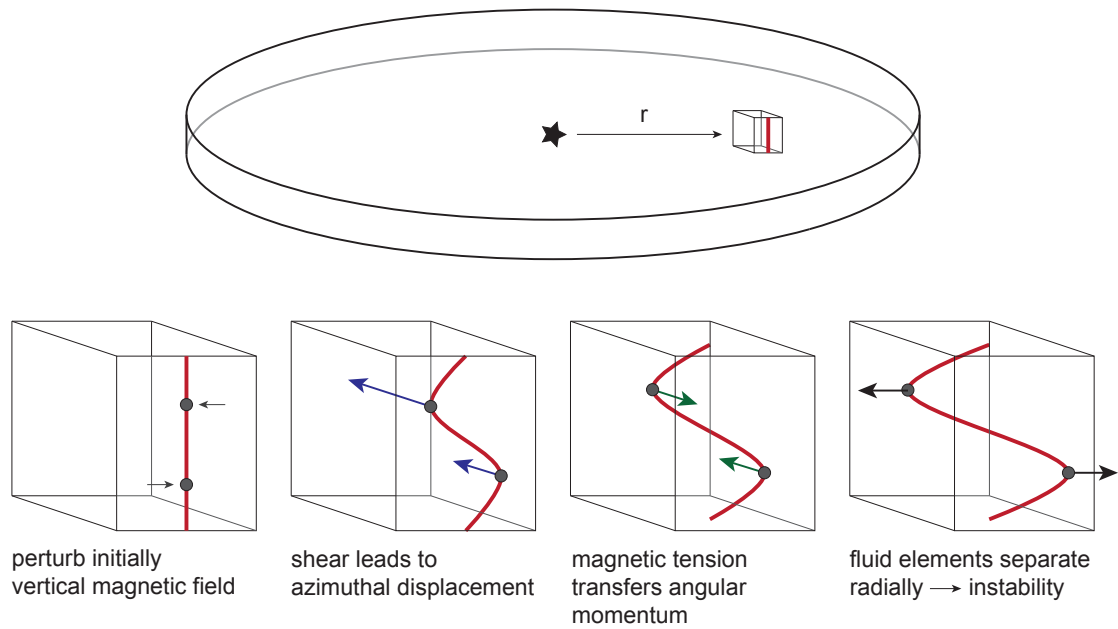 r
perturb initially
vertical magnetic field
shear leads to
azimuthal displacement
magnetic tension
transfers angular
momentum
fluid elements separate
radially → instability